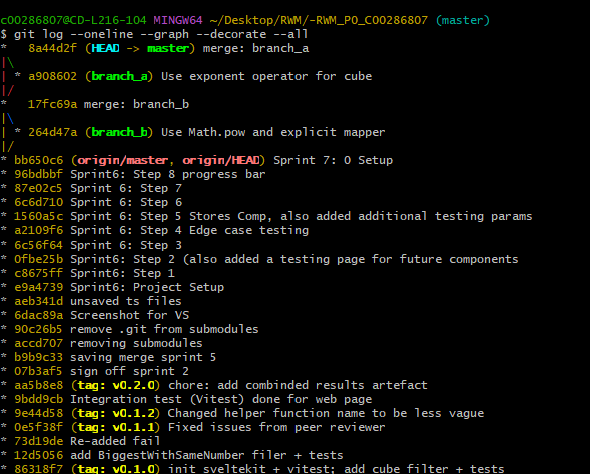 c00286807@CD-L216-104 MINGW64 ~/Desktop/RWM/-RWM_P0_C00286807 (master)
$ git log --oneline --graph --decorate --all
*   8a44d2f (HEAD -> master) merge: branch_a
|\
| * a908602 (branch_a) Use exponent operator for cube
|/
*   17fc69a merge: branch_b
|\
| * 264d47a (branch_b) Use Math.pow and explicit mapper
|/
* bb650c6 (origin/master, origin/HEAD) Sprint 7: 0 Setup
* 96bdbbf Sprint6: Step 8 progress bar
* 87e02c5 Sprint 6: Step 7
* 6c6d710 Sprint 6: Step 6
* 1560a5c Sprint 6: Step 5 Stores Comp, also added additional testing params
* a2109f6 Sprint 6: Step 4 Edge case testing
* 6c56f64 Sprint 6: Step 3
* 0fbe25b Sprint6: Step 2 (also added a testing page for future components
* c8675ff Sprint 6: Step 1
* e9a4739 Sprint6: Project Setup
* aeb341d unsaved ts files
* 6dac89a Screenshot for VS
* 90c26b5 remove .git from submodules
* accd707 removing submodules
* b9b9c33 saving merge sprint 5
* 07b3af5 sign off sprint 2
* aa5b8e8 (tag: v0.2.0) chore: add combinded results artefact
* 9bdd9cb Integration test (Vitest) done for web page
* 9e44d58 (tag: v0.1.2) Changed helper function name to be less vague
* 0e5f38f (tag: v0.1.1) Fixed issues from peer reviewer
* 73d19de Re-added fail
* 12d5056 add BiggestWithSameNumber filer + tests
* 86318f7 (tag: v0.1.0) init sveltekit + vitest; add cube filter + tests